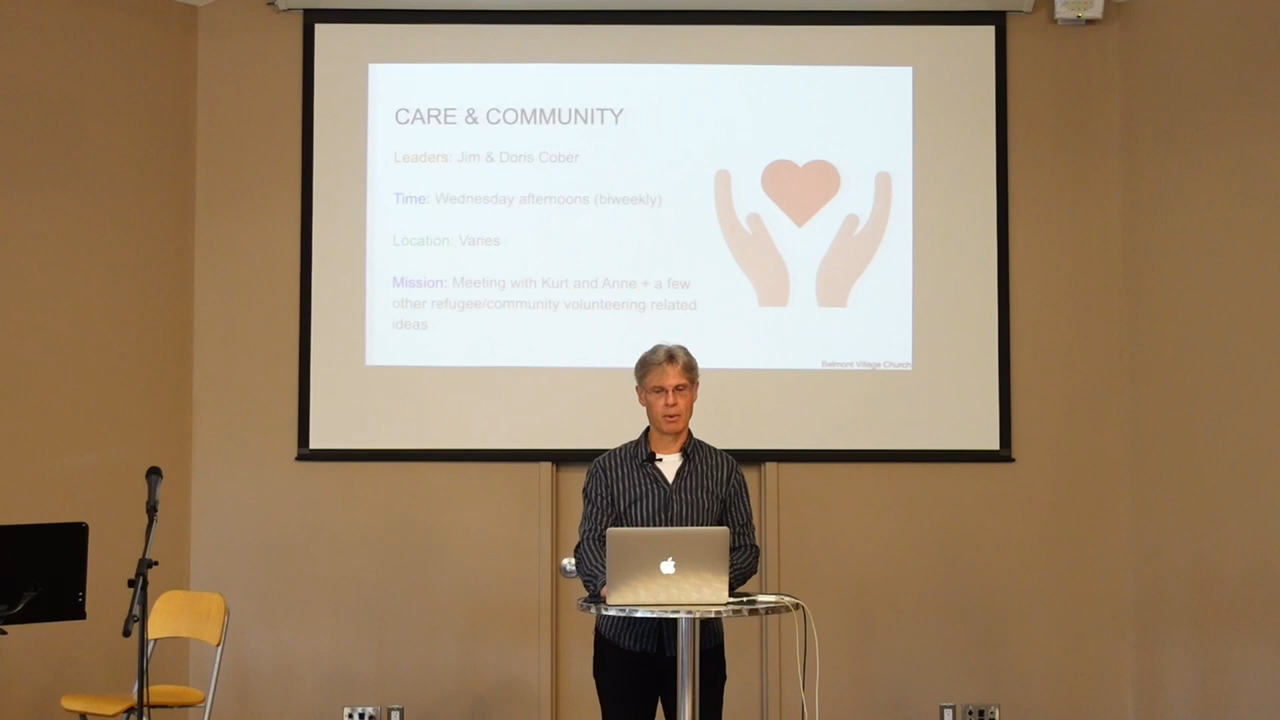 CARE & COMMUNITY
Leaders: Jim & Doris Cober
Time: Wednesday afternoons (biweekly)
Location: Varies
Mission: Meeting with Kurt and Anne + a few
other refugee/community volunteering related
ideas
Belmont Village Church